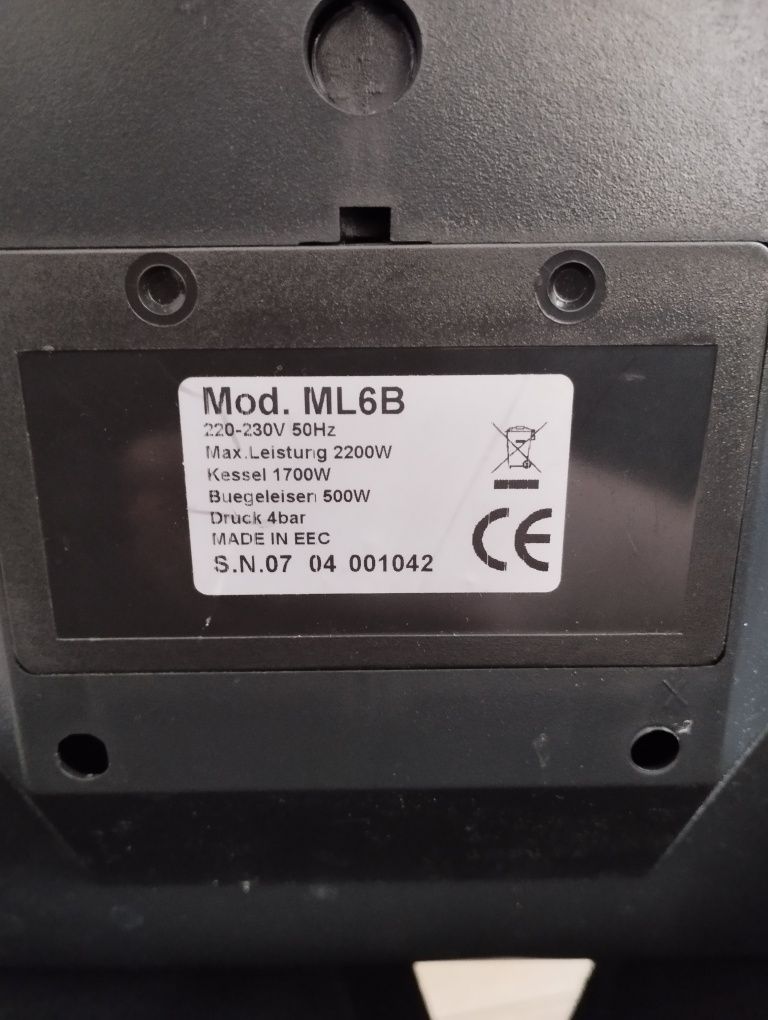 Mod. ML6B
220-230V 50Hz
Max.Leistung 2200W
Kessel 1700W
Buegeleisen 500W
Druck 4bar
MADE IN EEC
S.N.07 04 001042
CE